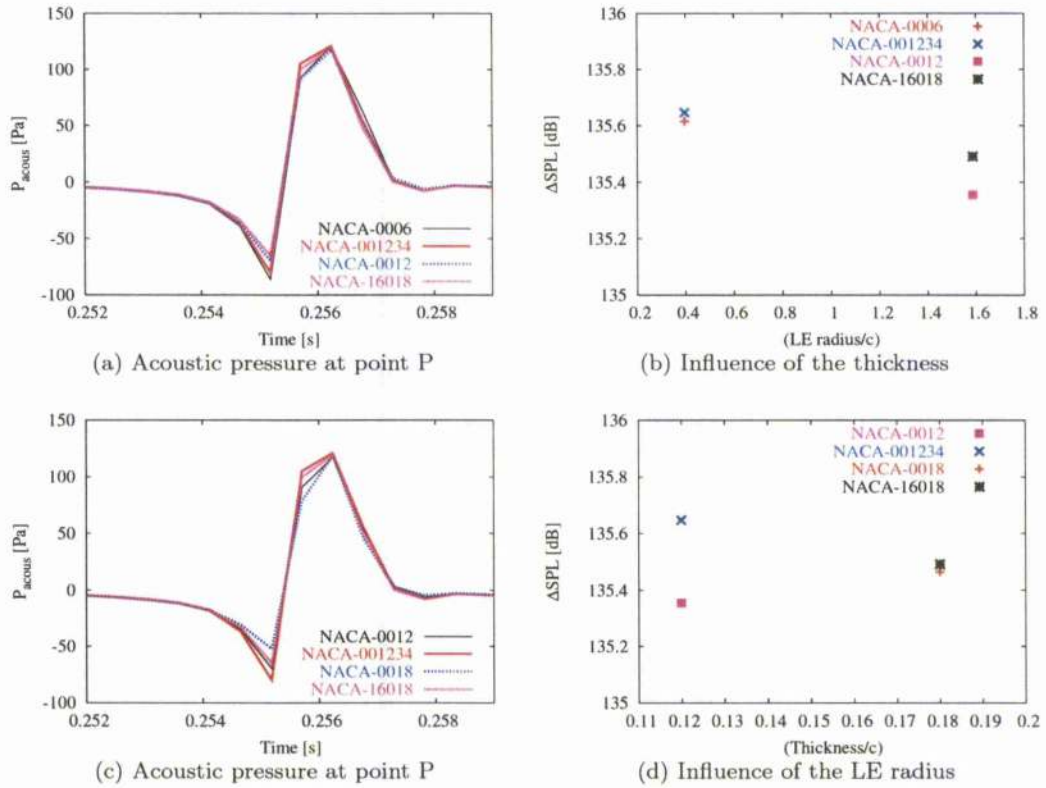 150
100
50
0
-50
-100
P_acous [Pa]
NACA-0006
NACA-001234
NACA-0012
NACA-16018
0.252 0.254 0.256 0.258
Time [s]
(a) Acoustic pressure at point P
136
135.8
135.6
135.4
135.2
135
ΔSPL [dB]
NACA-0006
NACA-001234
NACA-0012
NACA-16018
0.2 0.4 0.6 0.8 1 1.2 1.4 1.6 1.8
(LE radius/c)
(b) Influence of the thickness
150
100
50
0
-50
-100
P_acous [Pa]
NACA-0012
NACA-001234
NACA-0018
NACA-16018
0.252 0.254 0.256 0.258
Time [s]
(c) Acoustic pressure at point P
136
135.8
135.6
135.4
135.2
135
ΔSPL [dB]
NACA-0012
NACA-001234
NACA-0018
NACA-16018
0.11 0.12 0.13 0.14 0.15 0.16 0.17 0.18 0.19 0.2
(Thickness/c)
(d) Influence of the LE radius